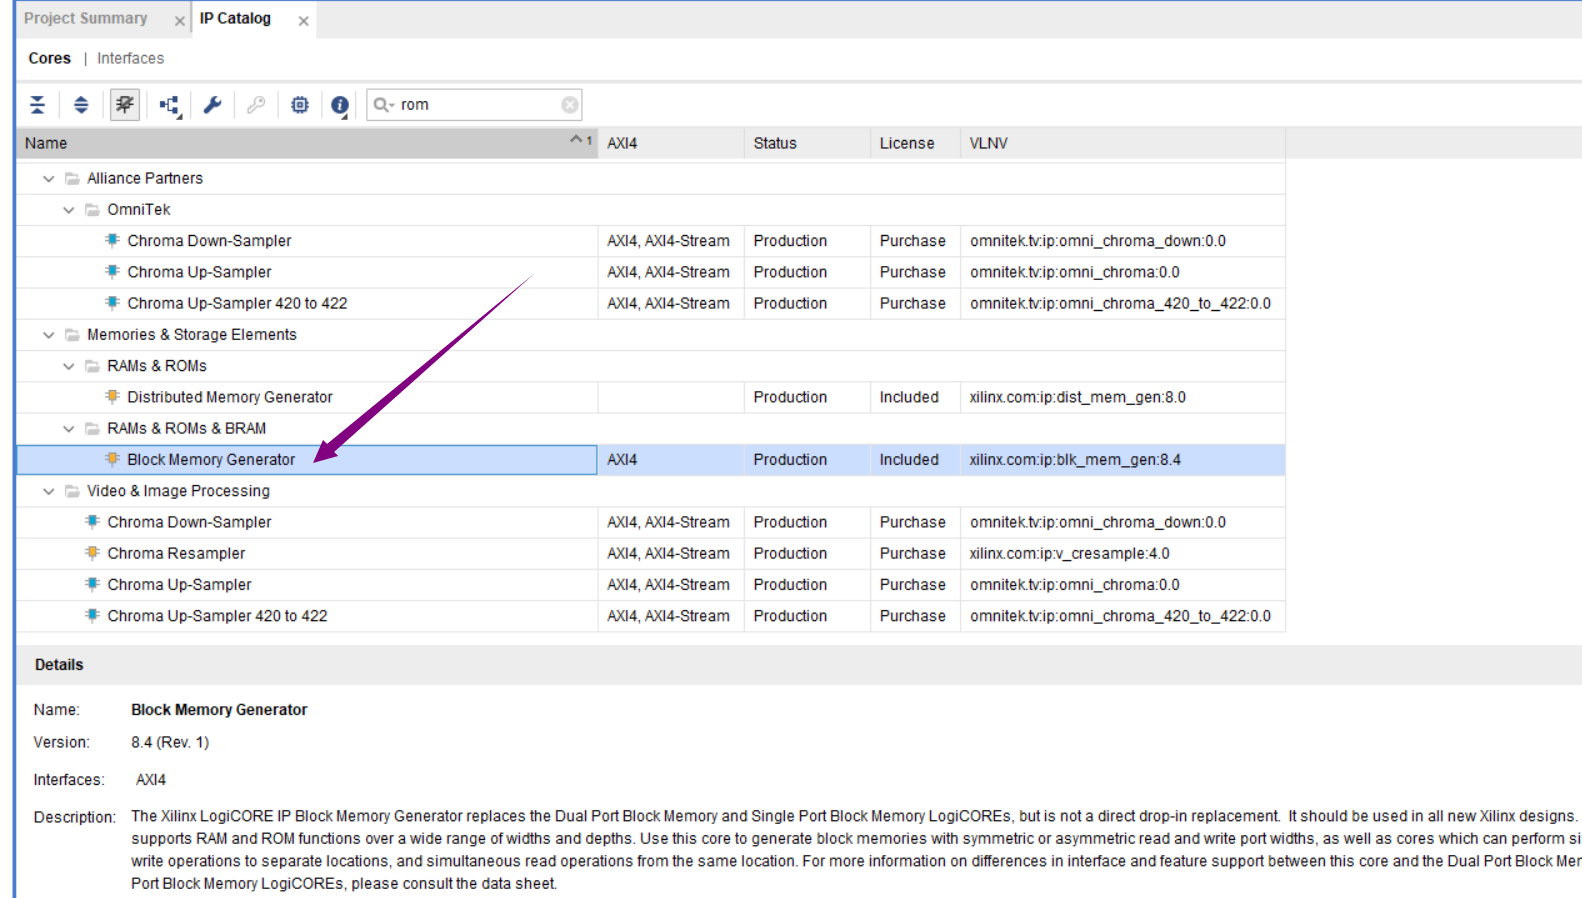 Project Summary × IP Catalog ×
Cores | Interfaces
rom
Name 1 AXI4 Status License VLNV
Alliance Partners
OmniTek
Chroma Down-Sampler AXI4, AXI4-Stream Production Purchase omnitek.tv:ip:omni_chroma_down:0.0
Chroma Up-Sampler AXI4, AXI4-Stream Production Purchase omnitek.tv:ip:omni_chroma:0.0
Chroma Up-Sampler 420 to 422 AXI4, AXI4-Stream Production Purchase omnitek.tv:ip:omni_chroma_420_to_422:0.0
Memories & Storage Elements
RAMs & ROMs
Distributed Memory Generator Production Included xilinx.com:ip:dist_mem_gen:8.0
RAMs & ROMs & BRAM
Block Memory Generator AXI4 Production Included xilinx.com:ip:blk_mem_gen:8.4
Video & Image Processing
Chroma Down-Sampler AXI4, AXI4-Stream Production Purchase omnitek.tv:ip:omni_chroma_down:0.0
Chroma Resampler AXI4, AXI4-Stream Production Purchase xilinx.com:ip:v_cresample:4.0
Chroma Up-Sampler AXI4, AXI4-Stream Production Purchase omnitek.tv:ip:omni_chroma:0.0
Chroma Up-Sampler 420 to 422 AXI4, AXI4-Stream Production Purchase omnitek.tv:ip:omni_chroma_420_to_422:0.0
Details
Name: Block Memory Generator
Version: 8.4 (Rev. 1)
Interfaces: AXI4
Description: The Xilinx LogiCORE IP Block Memory Generator replaces the Dual Port Block Memory and Single Port Block Memory LogiCOREs, but is not a direct drop-in replacement. It should be used in all new Xilinx designs.
supports RAM and ROM functions over a wide range of widths and depths. Use this core to generate block memories with symmetric or asymmetric read and write port widths, as well as cores which can perform si
write operations to separate locations, and simultaneous read operations from the same location. For more information on differences in interface and feature support between this core and the Dual Port Block Mer
Port Block Memory LogiCOREs, please consult the data sheet.